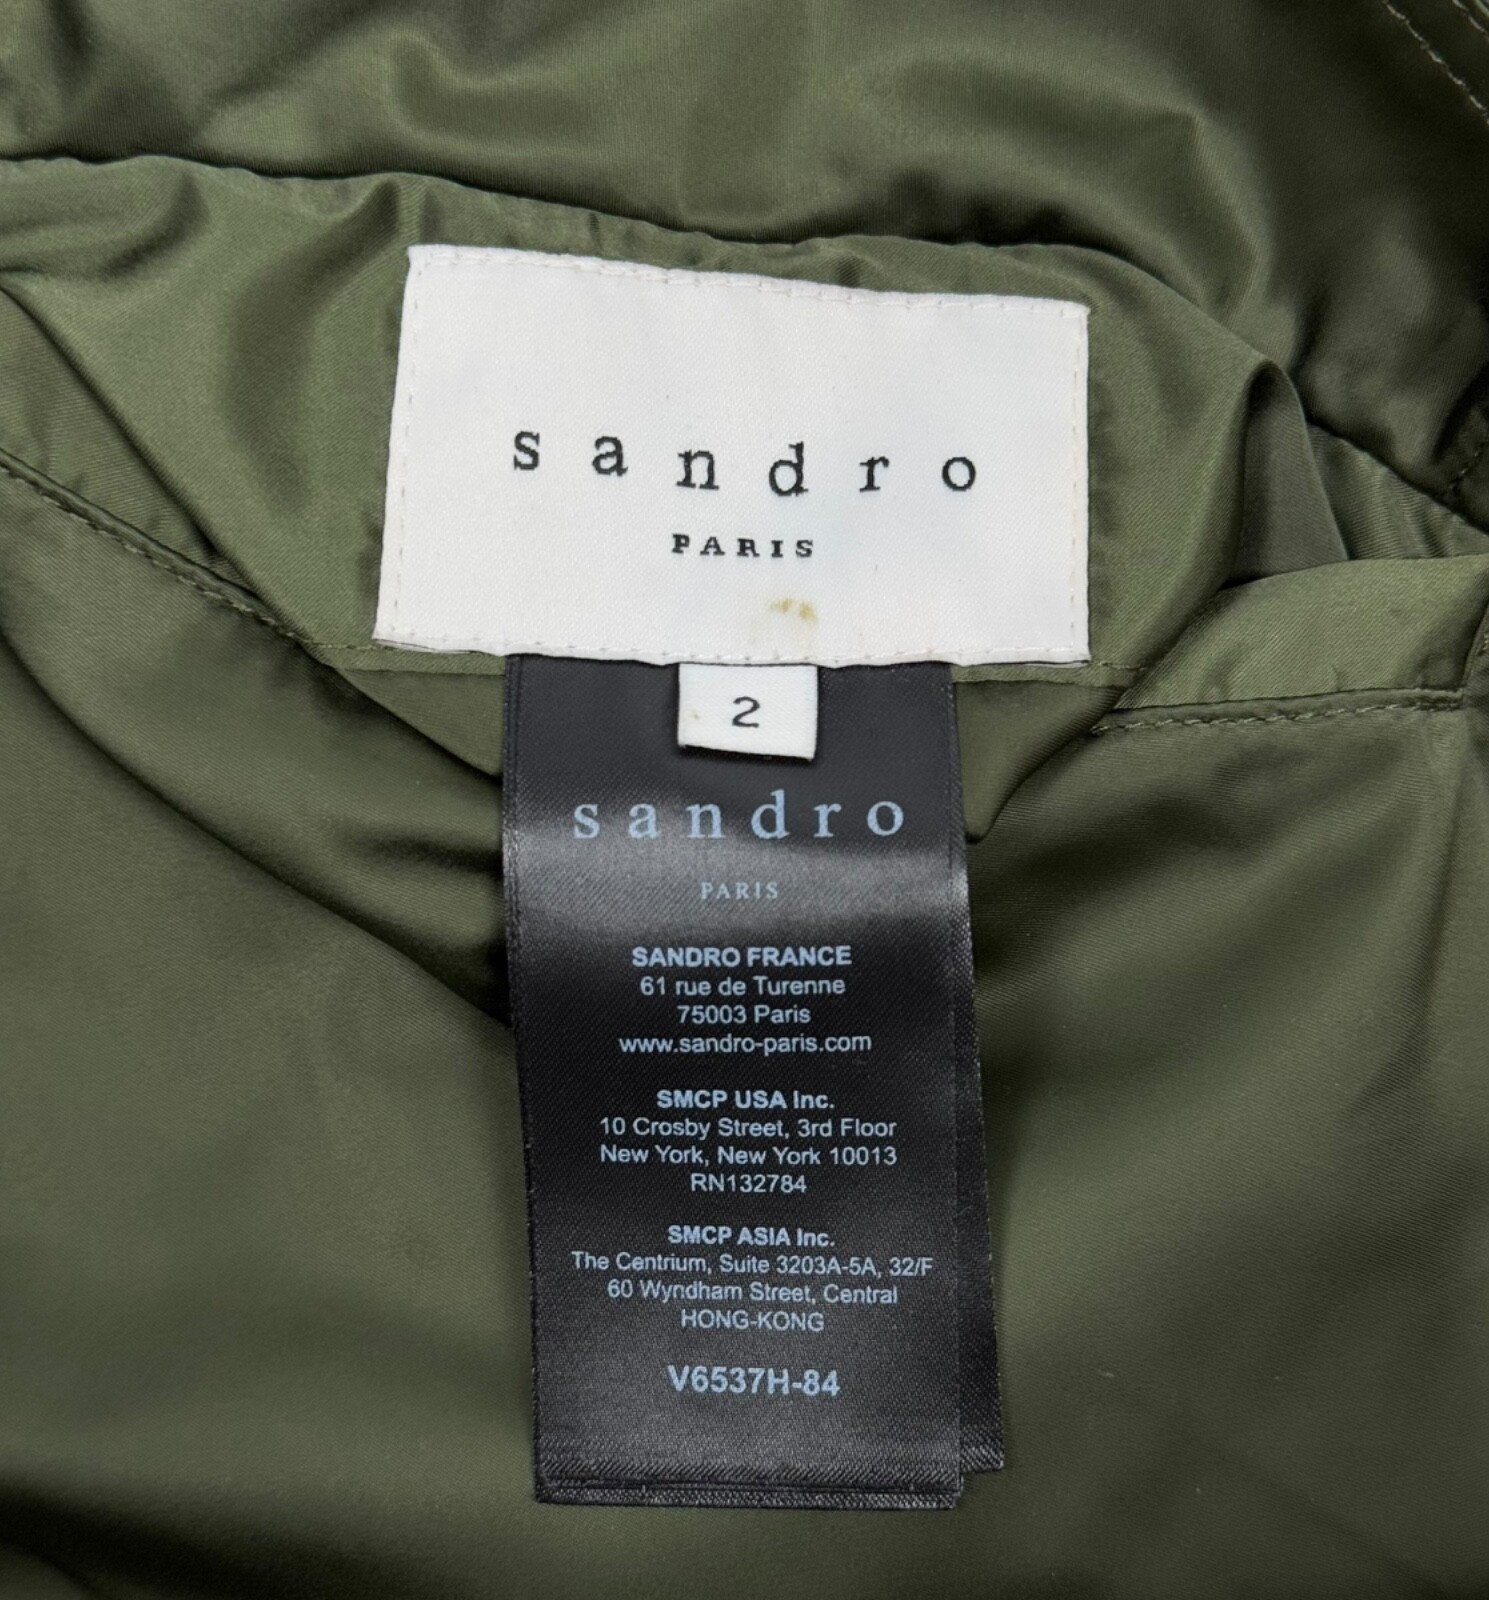 sandro
PARIS
2
sandro
PARIS
SANDRO FRANCE
61 rue de Turenne
75003 Paris
www.sandro-paris.com
SMCP USA Inc.
10 Crosby Street, 3rd Floor
New York, New York 10013
RN132784
SMCP ASIA Inc.
The Centrium, Suite 3203A-5A, 32/F
60 Wyndham Street, Central
HONG-KONG
V6537H-84